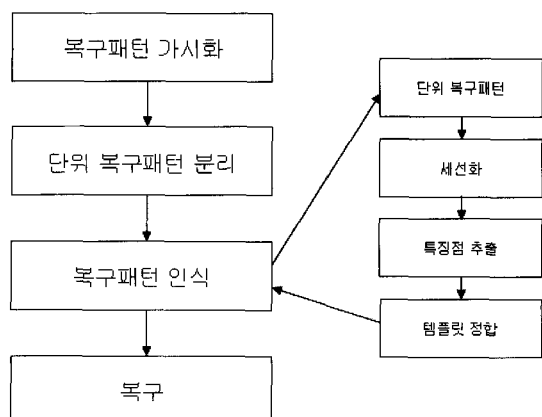 복구패턴 가시화
단위 복구패턴 분리
복구패턴 인식
복구
단위 복구패턴
세선화
특징점 추출
템플릿 정합